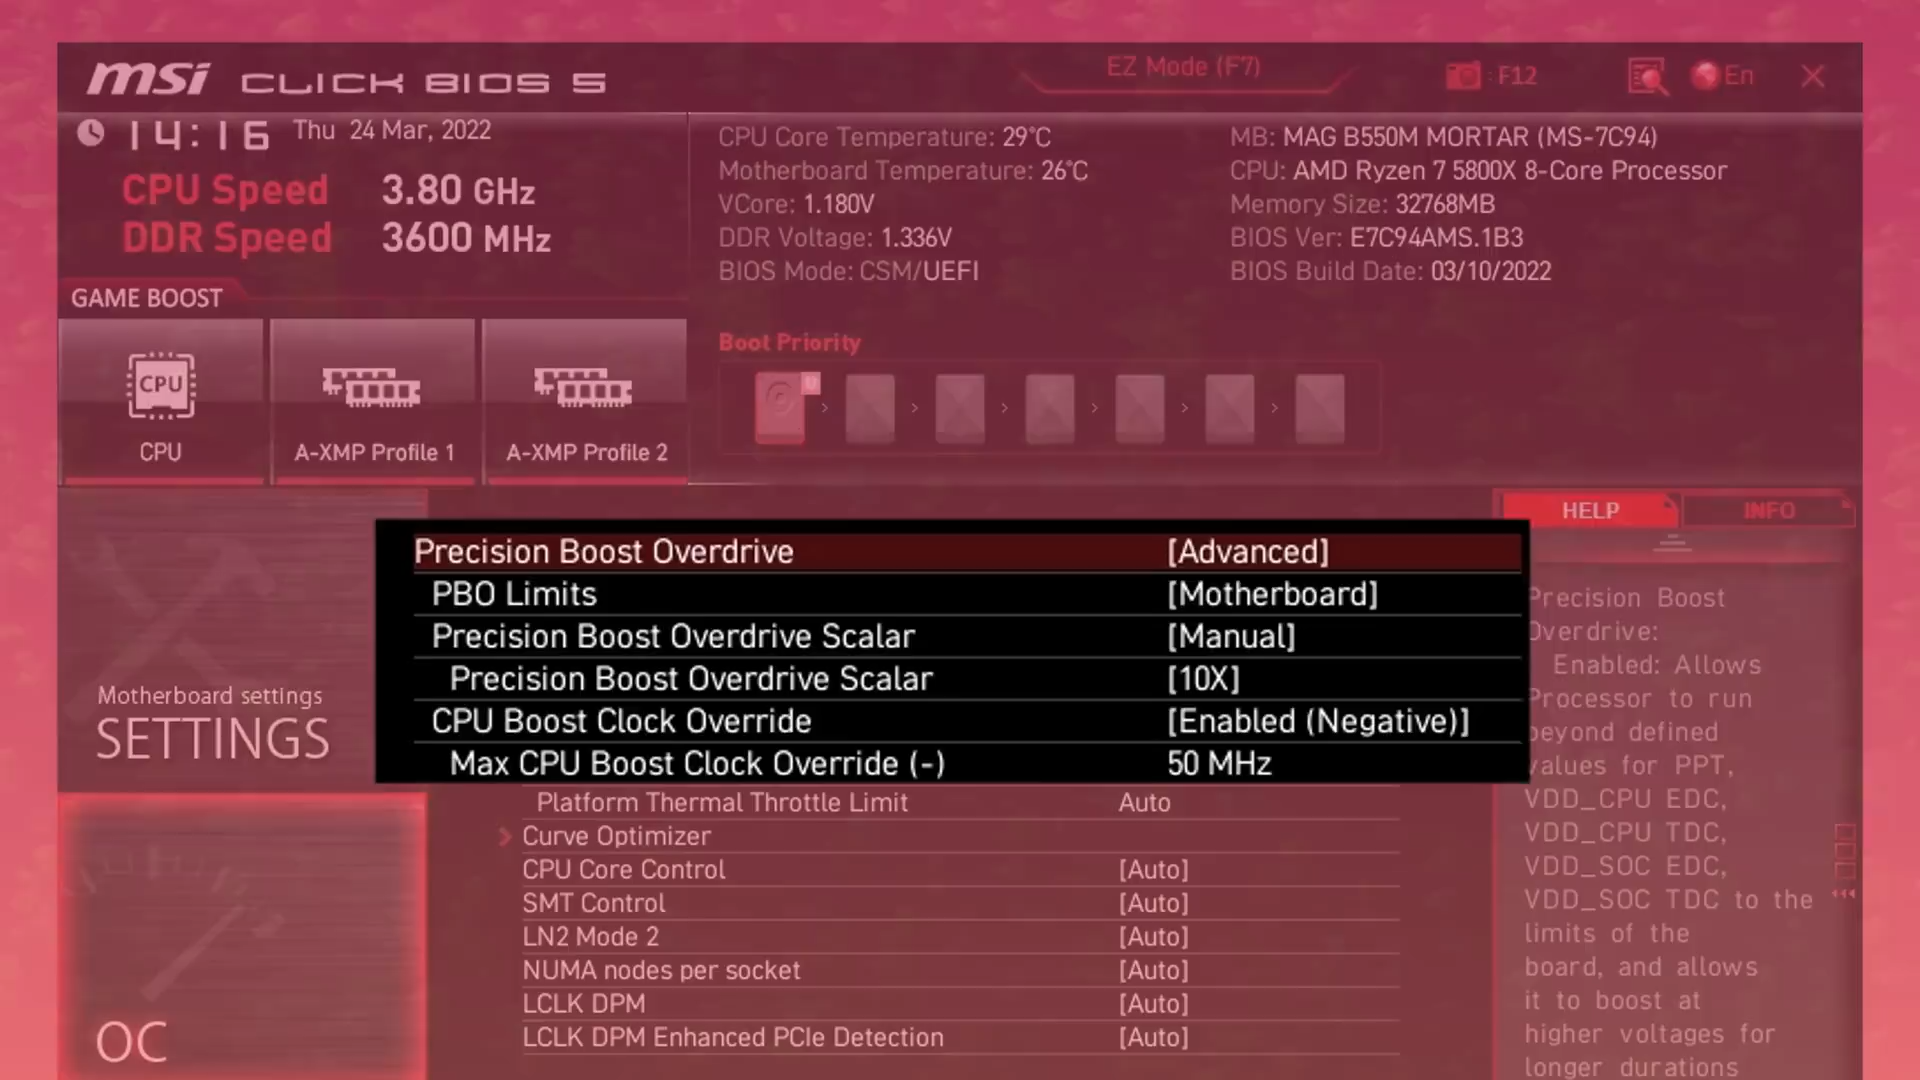 msi CLICK BIOS 5
EZ Mode (F7)
: F12
En
14:16 Thu 24 Mar, 2022
CPU Speed 3.80 GHz
DDR Speed 3600 MHz
CPU Core Temperature: 29°C
Motherboard Temperature: 26°C
VCore: 1.180V
DDR Voltage: 1.336V
BIOS Mode: CSM/UEFI
MB: MAG B550M MORTAR (MS-7C94)
CPU: AMD Ryzen 7 5800X 8-Core Processor
Memory Size: 32768MB
BIOS Ver: E7C94AMS.1B3
BIOS Build Date: 03/10/2022
GAME BOOST
CPU
CPU
A-XMP Profile 1
A-XMP Profile 2
Boot Priority
Motherboard settings
SETTINGS
OC
Precision Boost Overdrive [Advanced]
PBO Limits [Motherboard]
Precision Boost Overdrive Scalar [Manual]
Precision Boost Overdrive Scalar [10X]
CPU Boost Clock Override [Enabled (Negative)]
Max CPU Boost Clock Override (-) 50 MHz
Platform Thermal Throttle Limit Auto
Curve Optimizer
CPU Core Control [Auto]
SMT Control [Auto]
LN2 Mode 2 [Auto]
NUMA nodes per socket [Auto]
LCLK DPM [Auto]
LCLK DPM Enhanced PCIe Detection [Auto]
HELP
INFO
Precision Boost
Overdrive:
Enabled: Allows
Processor to run
beyond defined
values for PPT,
VDD_CPU EDC,
VDD_CPU TDC,
VDD_SOC EDC,
VDD_SOC TDC to the
limits of the
board, and allows
it to boost at
higher voltages for
longer durations